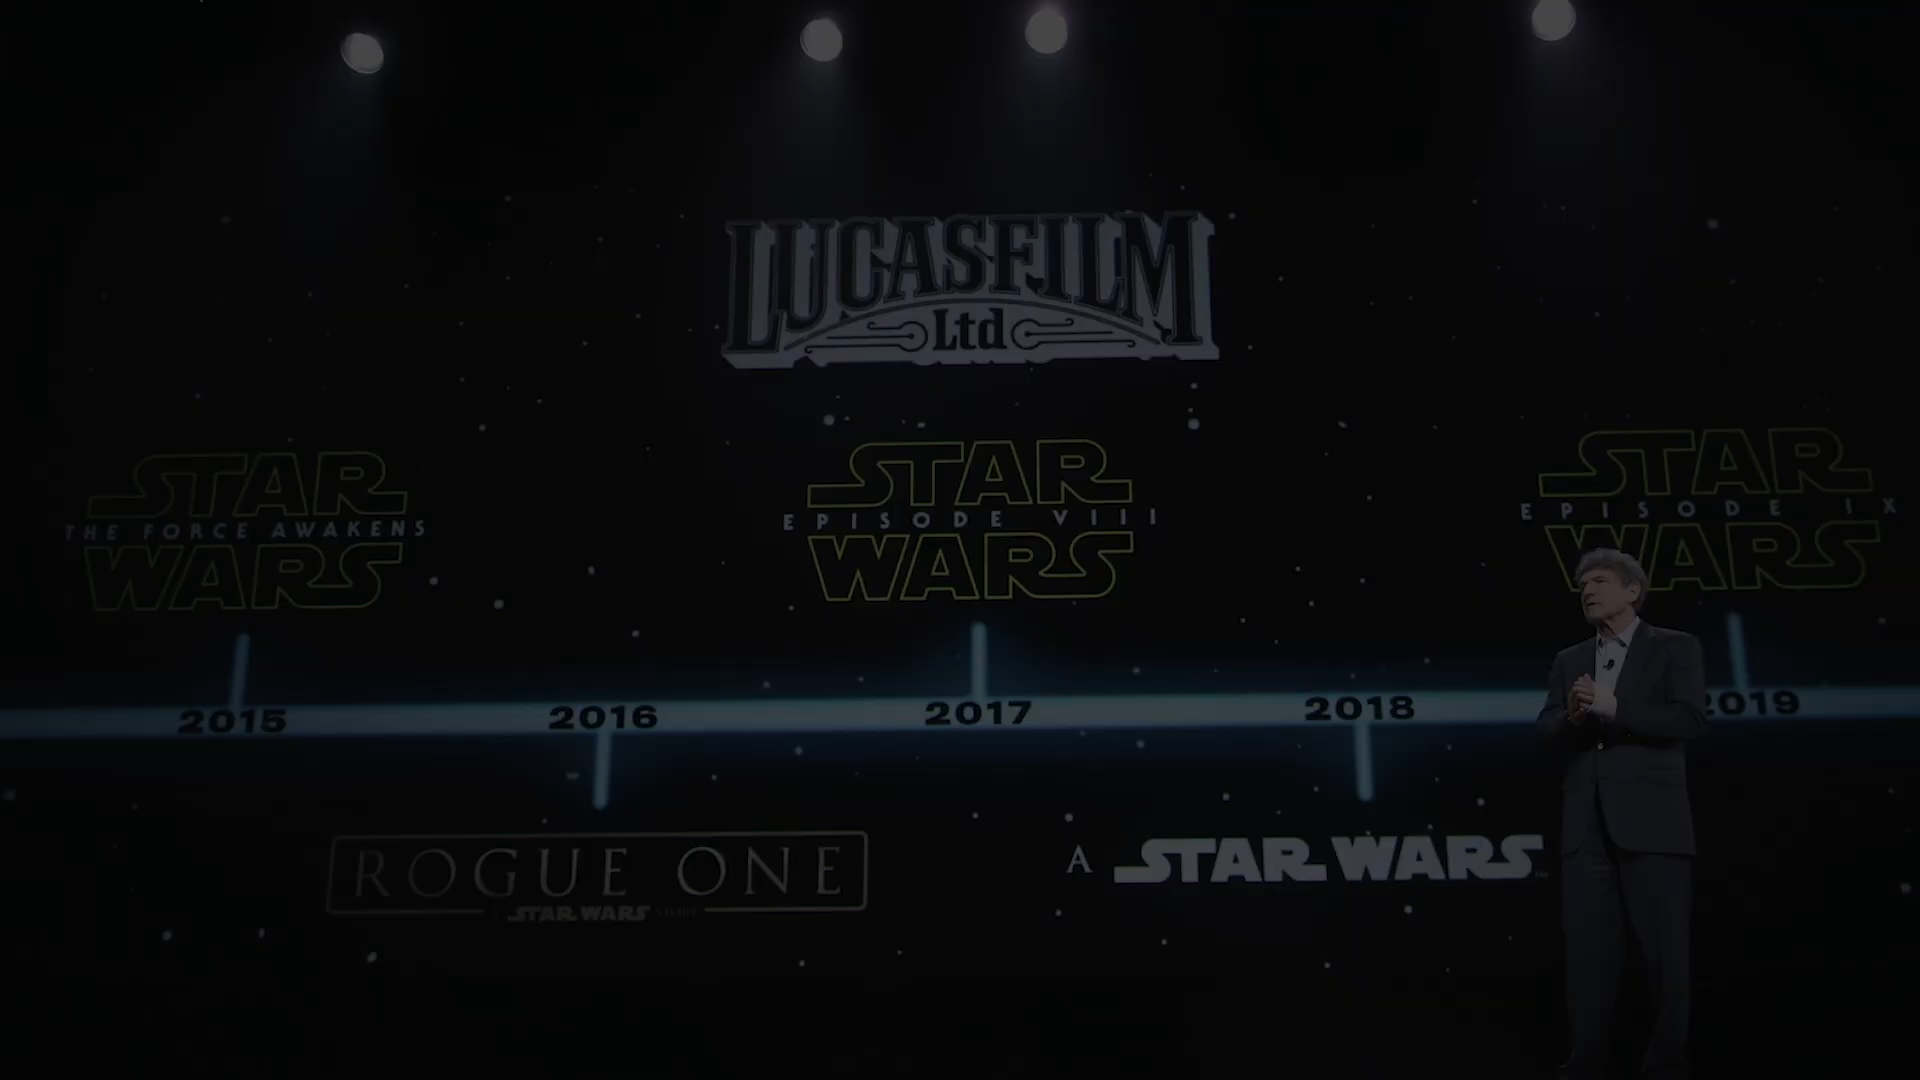 LUCASFILM
Ltd
STAR
THE FORCE AWAKENS
WARS
STAR
EPISODE VIII
WARS
STAR
EPISODE IX
WARS
2015 2016 2017 2018 2019
ROGUE ONE
A STAR WARS STORY
A STAR WARS